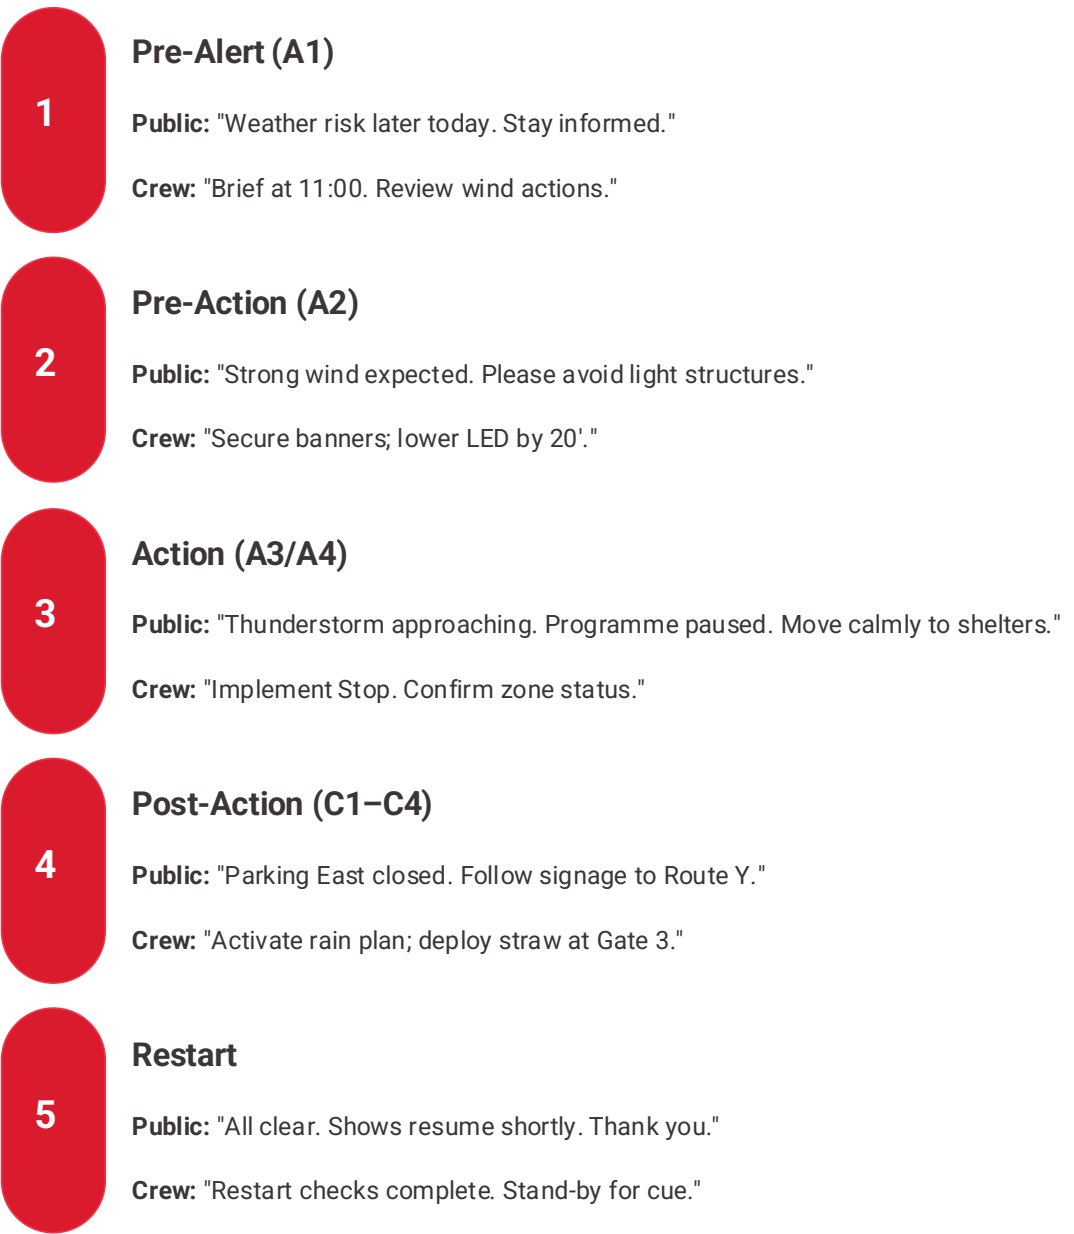 1
Pre-Alert (A1)
Public: "Weather risk later today. Stay informed."
Crew: "Brief at 11:00. Review wind actions."
2
Pre-Action (A2)
Public: "Strong wind expected. Please avoid light structures."
Crew: "Secure banners; lower LED by 20'."
3
Action (A3/A4)
Public: "Thunderstorm approaching. Programme paused. Move calmly to shelters."
Crew: "Implement Stop. Confirm zone status."
4
Post-Action (C1–C4)
Public: "Parking East closed. Follow signage to Route Y."
Crew: "Activate rain plan; deploy straw at Gate 3."
5
Restart
Public: "All clear. Shows resume shortly. Thank you."
Crew: "Restart checks complete. Stand-by for cue."